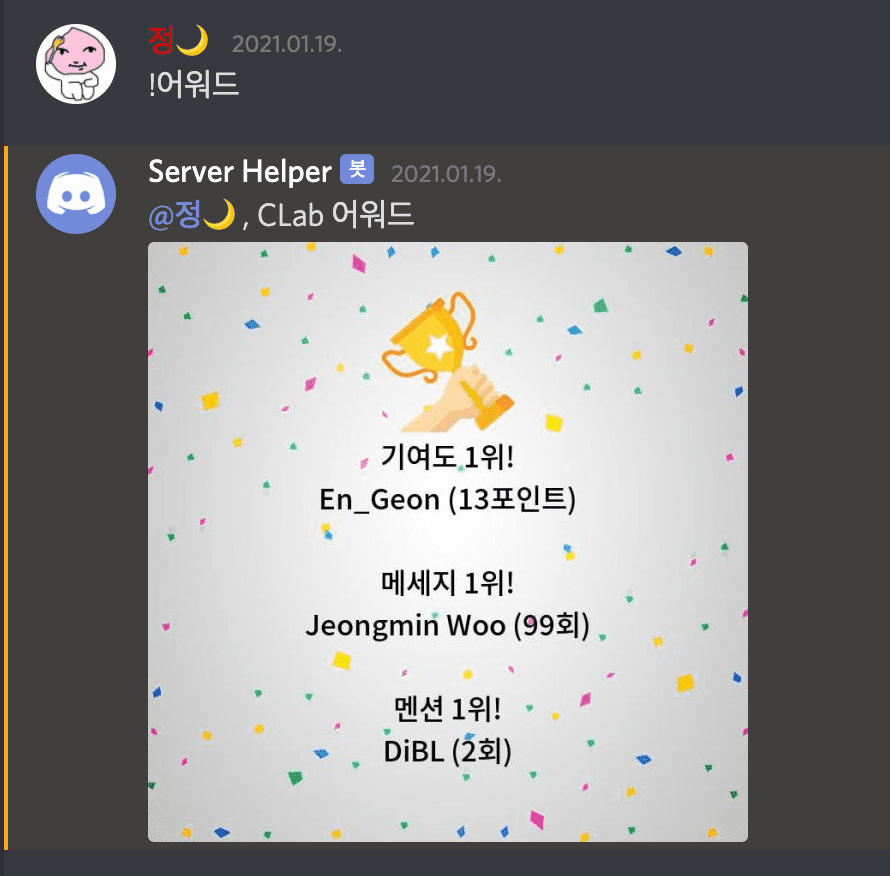 정🌙 2021.01.19.
!어워드
Server Helper 봇 2021.01.19.
@정🌙 , CLab 어워드
기여도 1위!
En_Geon (13포인트)
메세지 1위!
Jeongmin Woo (99회)
멘션 1위!
DiBL (2회)